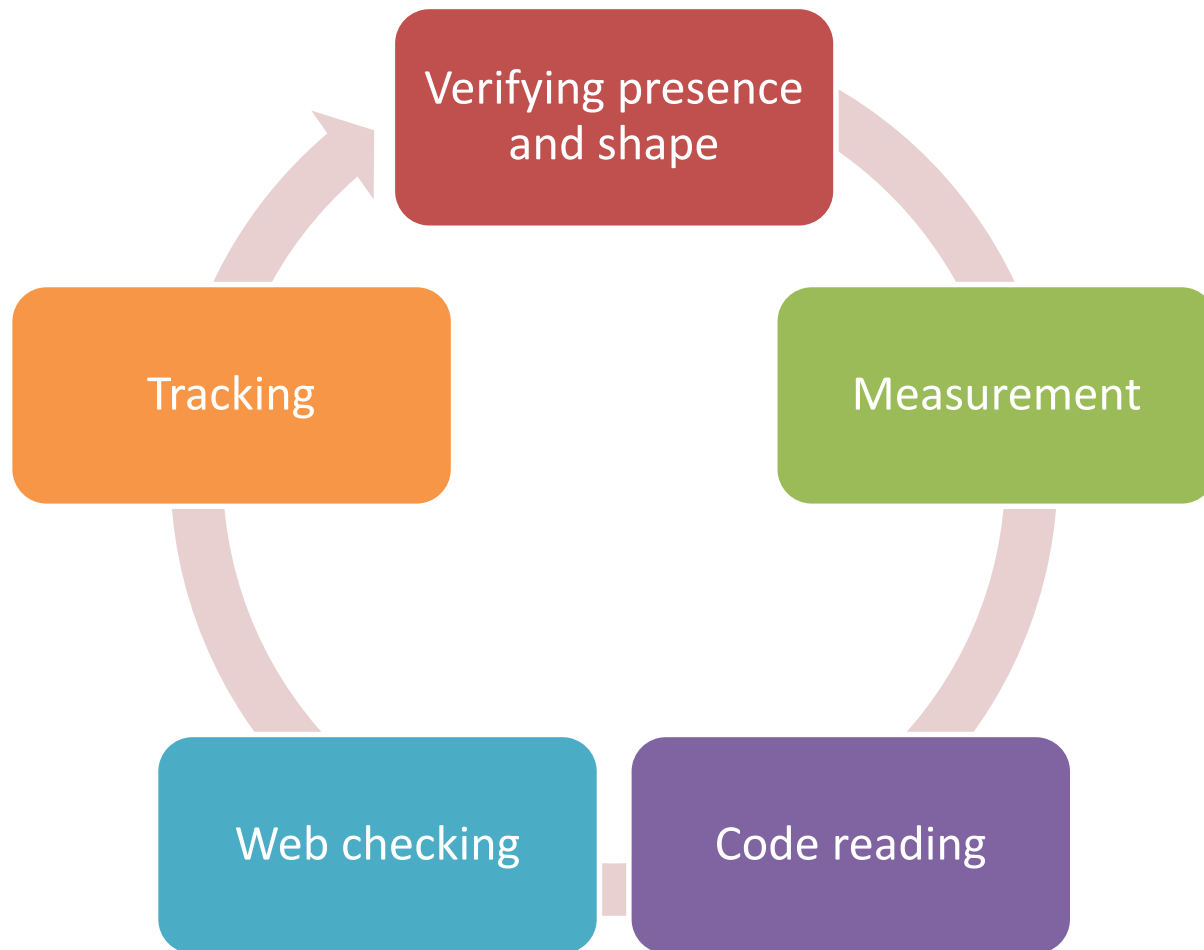 Verifying presence
and shape
Measurement
Code reading
Web checking
Tracking